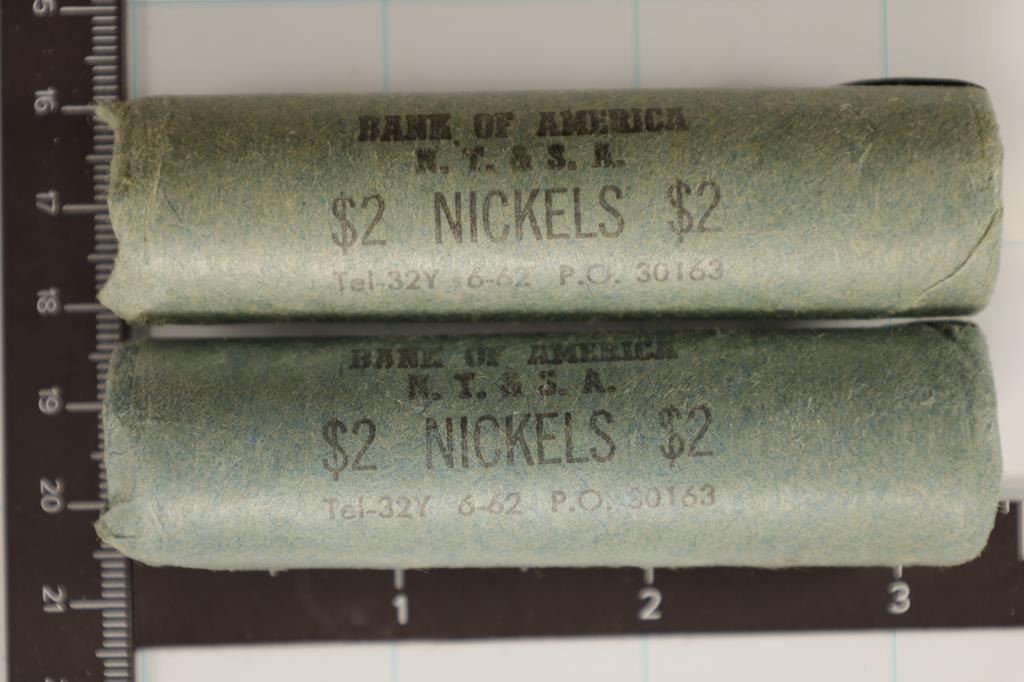 15
16
17
18
19
20
21
BANK OF AMERICA
N. T. & S. A.
$2 NICKELS $2
Tel-32Y 6-62 P.O. 30163
BANK OF AMERICA
N. T. & S. A.
$2 NICKELS $2
Tel-32Y 6-62 P.O. 30163
1 2 3